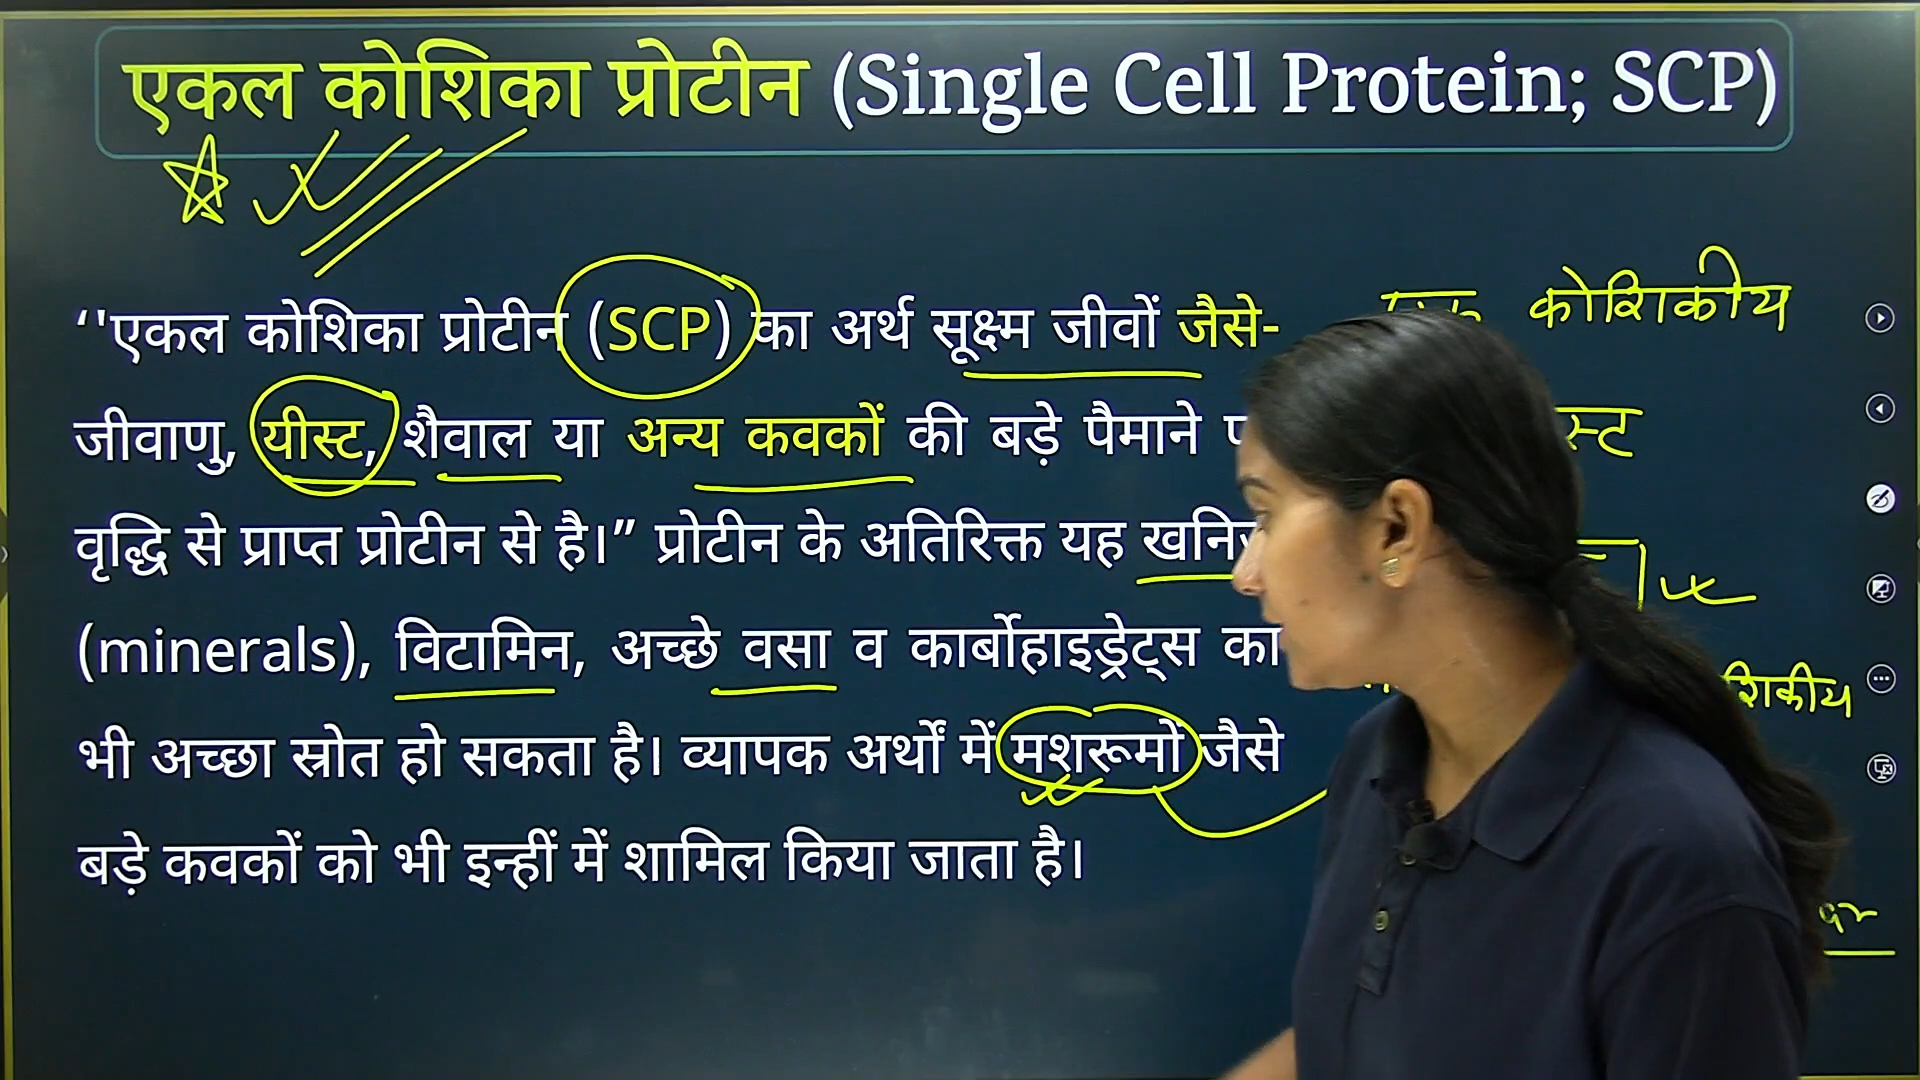 एकल कोशिका प्रोटीन (Single Cell Protein; SCP)
‘'एकल कोशिका प्रोटीन (SCP) का अर्थ सूक्ष्म जीवों जैसे-
जीवाणु, यीस्ट, शैवाल या अन्य कवकों की बड़े पैमाने
वृद्धि से प्राप्त प्रोटीन से है।” प्रोटीन के अतिरिक्त यह
(minerals), विटामिन, अच्छे वसा व कार्बोहाइड्रेट्स का
भी अच्छा स्रोत हो सकता है। व्यापक अर्थों में मशरूमों जैसे
बड़े कवकों को भी इन्हीं में शामिल किया जाता है।
कोशिकीय